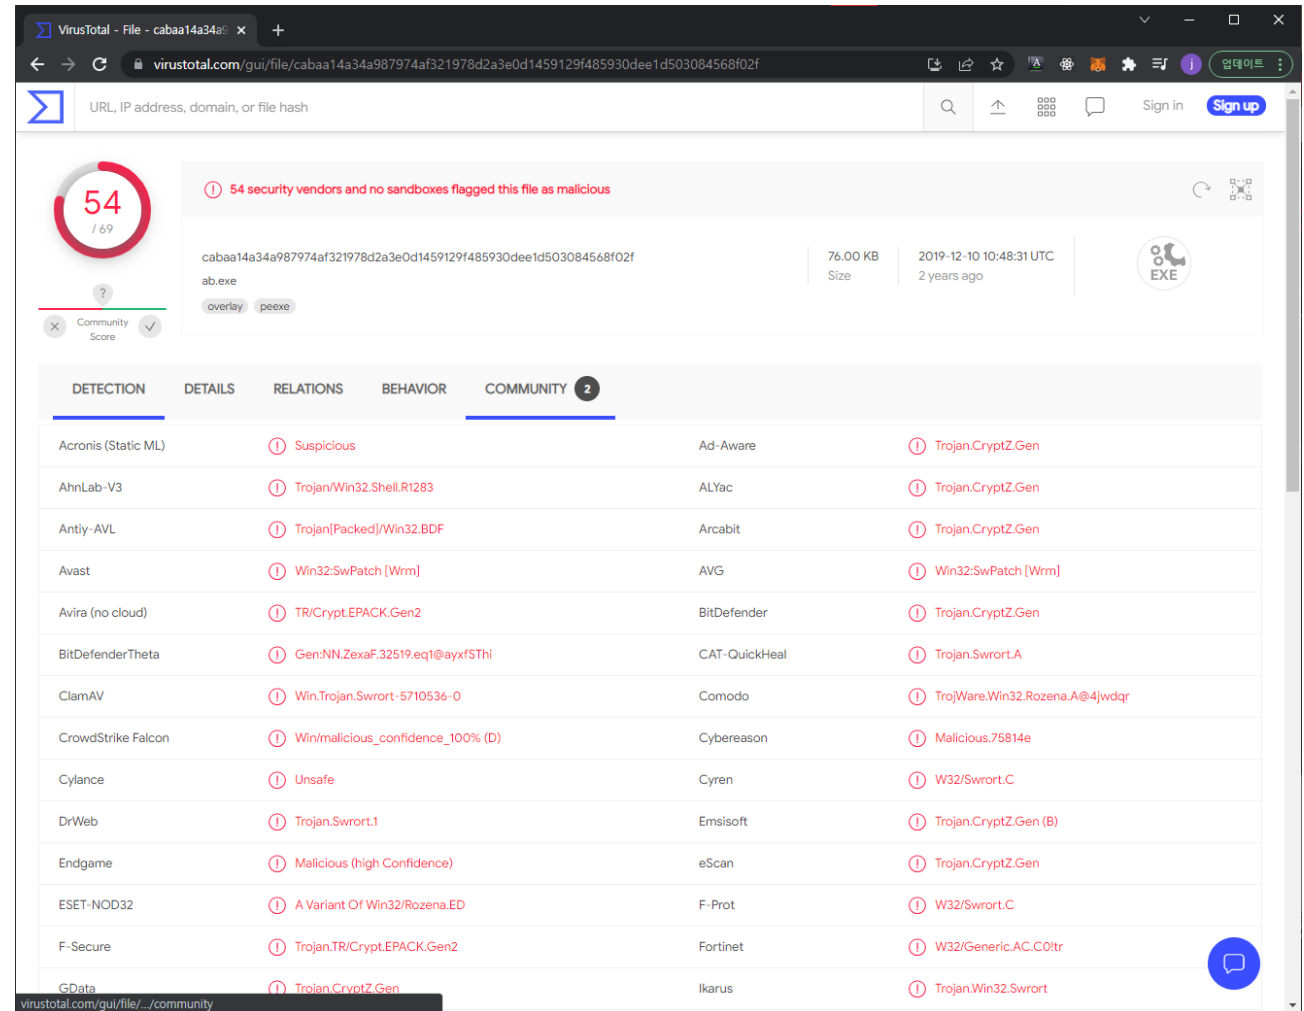 VirusTotal - File - cabaa14a34a9
virustotal.com/gui/file/cabaa14a34a987974af321978d2a3e0d1459129f485930dee1d503084568f02f
j
업데이트
URL, IP address, domain, or file hash
Sign in
Sign up
54
/ 69
54 security vendors and no sandboxes flagged this file as malicious
cabaa14a34a987974af321978d2a3e0d1459129f485930dee1d503084568f02f
ab.exe
overlay peexe
76.00 KB
Size
2019-12-10 10:48:31 UTC
2 years ago
EXE
?
Community
Score
DETECTION DETAILS RELATIONS BEHAVIOR COMMUNITY 2
Acronis (Static ML) Suspicious Ad-Aware Trojan.CryptZ.Gen
AhnLab-V3 Trojan/Win32.Shell.R1283 ALYac Trojan.CryptZ.Gen
Antiy-AVL Trojan[Packed]/Win32.BDF Arcabit Trojan.CryptZ.Gen
Avast Win32:SwPatch [Wrm] AVG Win32:SwPatch [Wrm]
Avira (no cloud) TR/Crypt.EPACK.Gen2 BitDefender Trojan.CryptZ.Gen
BitDefenderTheta Gen:NN.ZexaF.32519.eq1@ayxfSThi CAT-QuickHeal Trojan.Swrort.A
ClamAV Win.Trojan.Swrort-5710536-0 Comodo TrojWare.Win32.Rozena.A@4jwdqr
CrowdStrike Falcon Win/malicious_confidence_100% (D) Cybereason Malicious.75814e
Cylance Unsafe Cyren W32/Swrort.C
DrWeb Trojan.Swrort.1 Emsisoft Trojan.CryptZ.Gen (B)
Endgame Malicious (high Confidence) eScan Trojan.CryptZ.Gen
ESET-NOD32 A Variant Of Win32/Rozena.ED F-Prot W32/Swrort.C
F-Secure Trojan.TR/Crypt.EPACK.Gen2 Fortinet W32/Generic.AC.C0!tr
GData Trojan.CryptZ.Gen Ikarus Trojan.Win32.Swrort
virustotal.com/gui/file/.../community